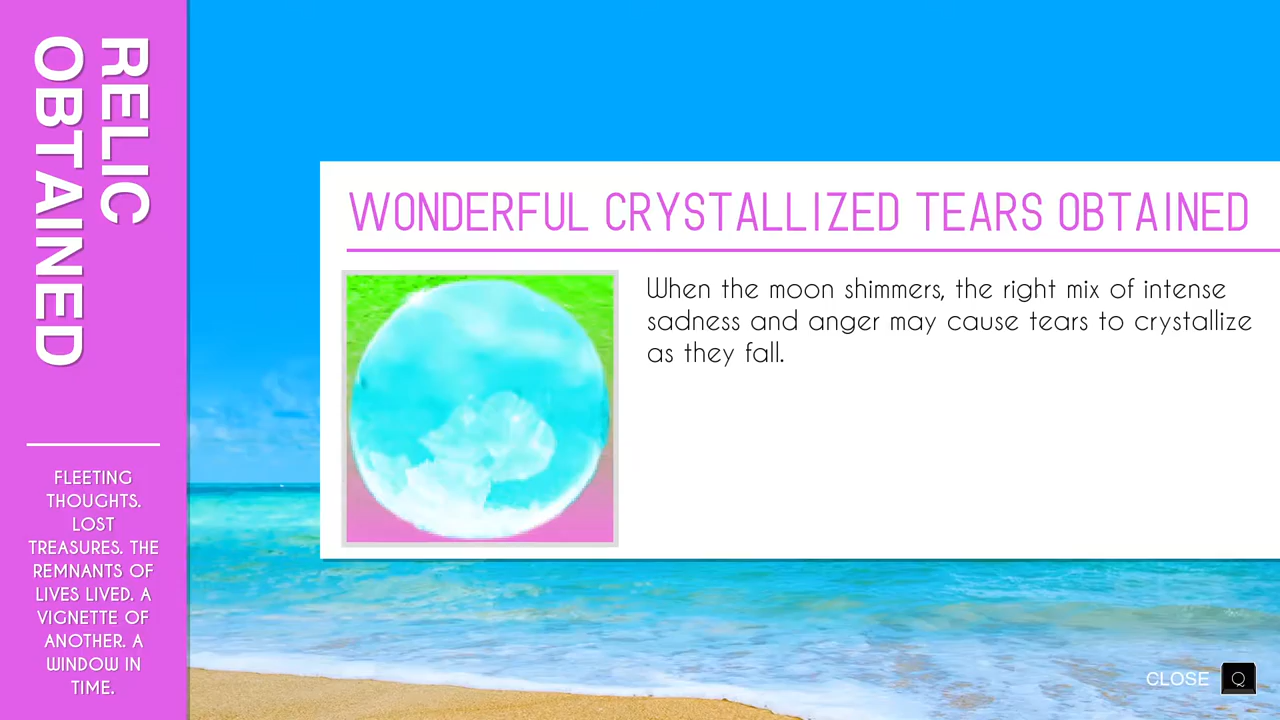 RELIC
OBTAINED
FLEETING
THOUGHTS.
LOST
TREASURES. THE
REMNANTS OF
LIVES LIVED. A
VIGNETTE OF
ANOTHER. A
WINDOW IN
TIME.
WONDERFUL CRYSTALLIZED TEARS OBTAINED
When the moon shimmers, the right mix of intense
sadness and anger may cause tears to crystallize
as they fall.
CLOSE Q